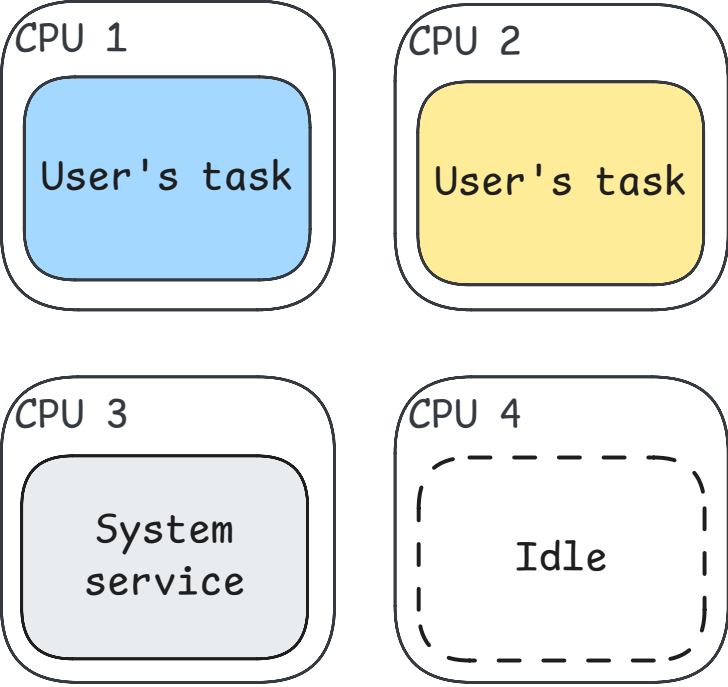 CPU 1
User's task
CPU 2
User's task
CPU 3
System
service
CPU 4
Idle